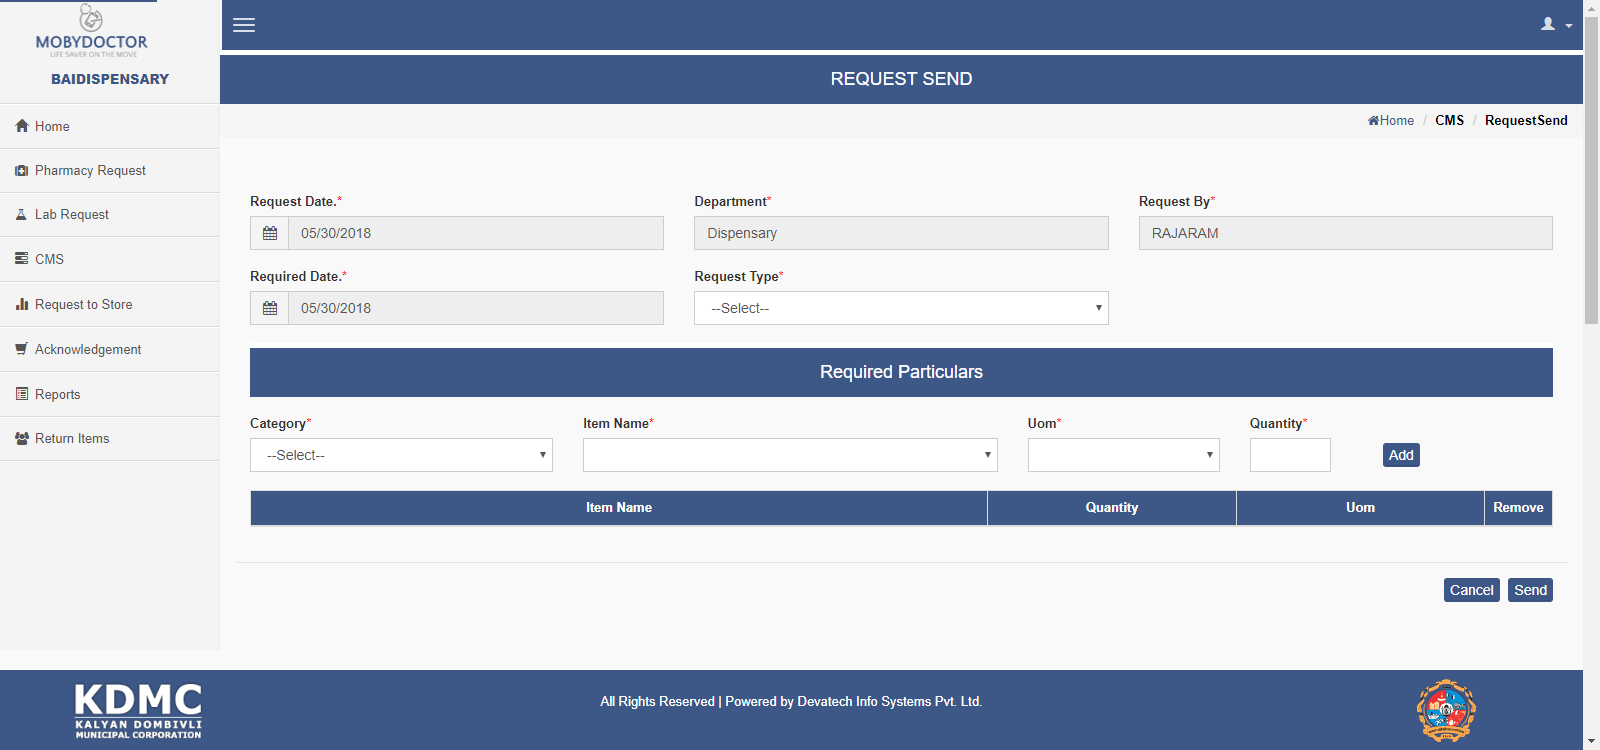 MOBYDOCTOR
LIFE SAVER ON THE MOVE
BAIDISPENSARY
Home
Pharmacy Request
Lab Request
CMS
Request to Store
Acknowledgement
Reports
Return Items
REQUEST SEND
Home / CMS / RequestSend
Request Date.* Department* Request By*
05/30/2018 Dispensary RAJARAM
Required Date.* Request Type*
05/30/2018 --Select--
Required Particulars
Category* Item Name* Uom* Quantity*
--Select-- Add
Item Name Quantity Uom Remove
Cancel Send
KDMC
KALYAN DOMBIVLI
MUNICIPAL CORPORATION
All Rights Reserved | Powered by Devatech Info Systems Pvt. Ltd.